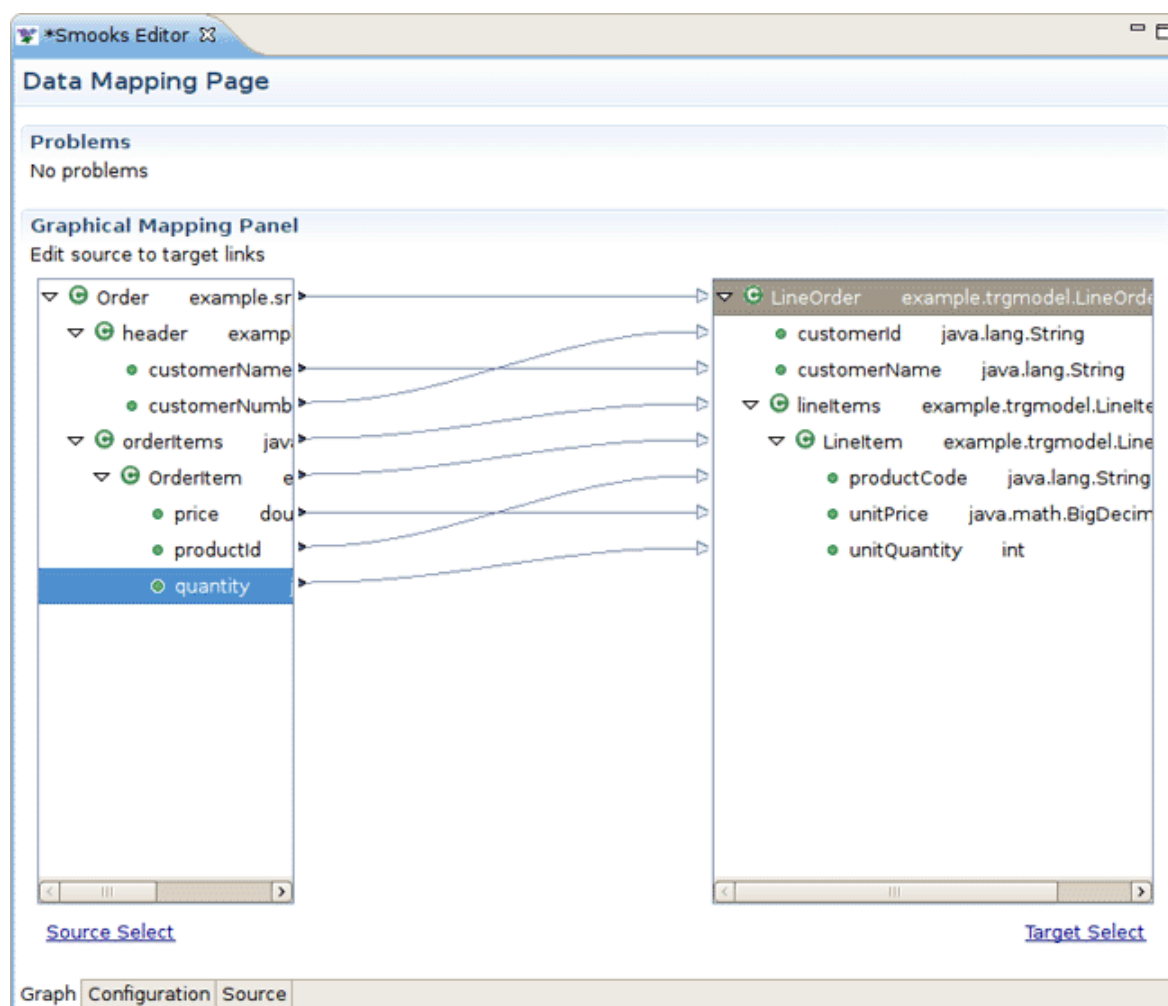 *Smooks Editor
Data Mapping Page
Problems
No problems
Graphical Mapping Panel
Edit source to target links
Order example.sr
header examp
customerName
customerNumb
orderItems java
OrderItem e
price dou
productId
quantity j
LineOrder example.trgmodel.LineOrde
customerId java.lang.String
customerName java.lang.String
lineItems example.trgmodel.LineIte
LineItem example.trgmodel.Line
productCode java.lang.String
unitPrice java.math.BigDecim
unitQuantity int
Source Select
Target Select
Graph Configuration Source